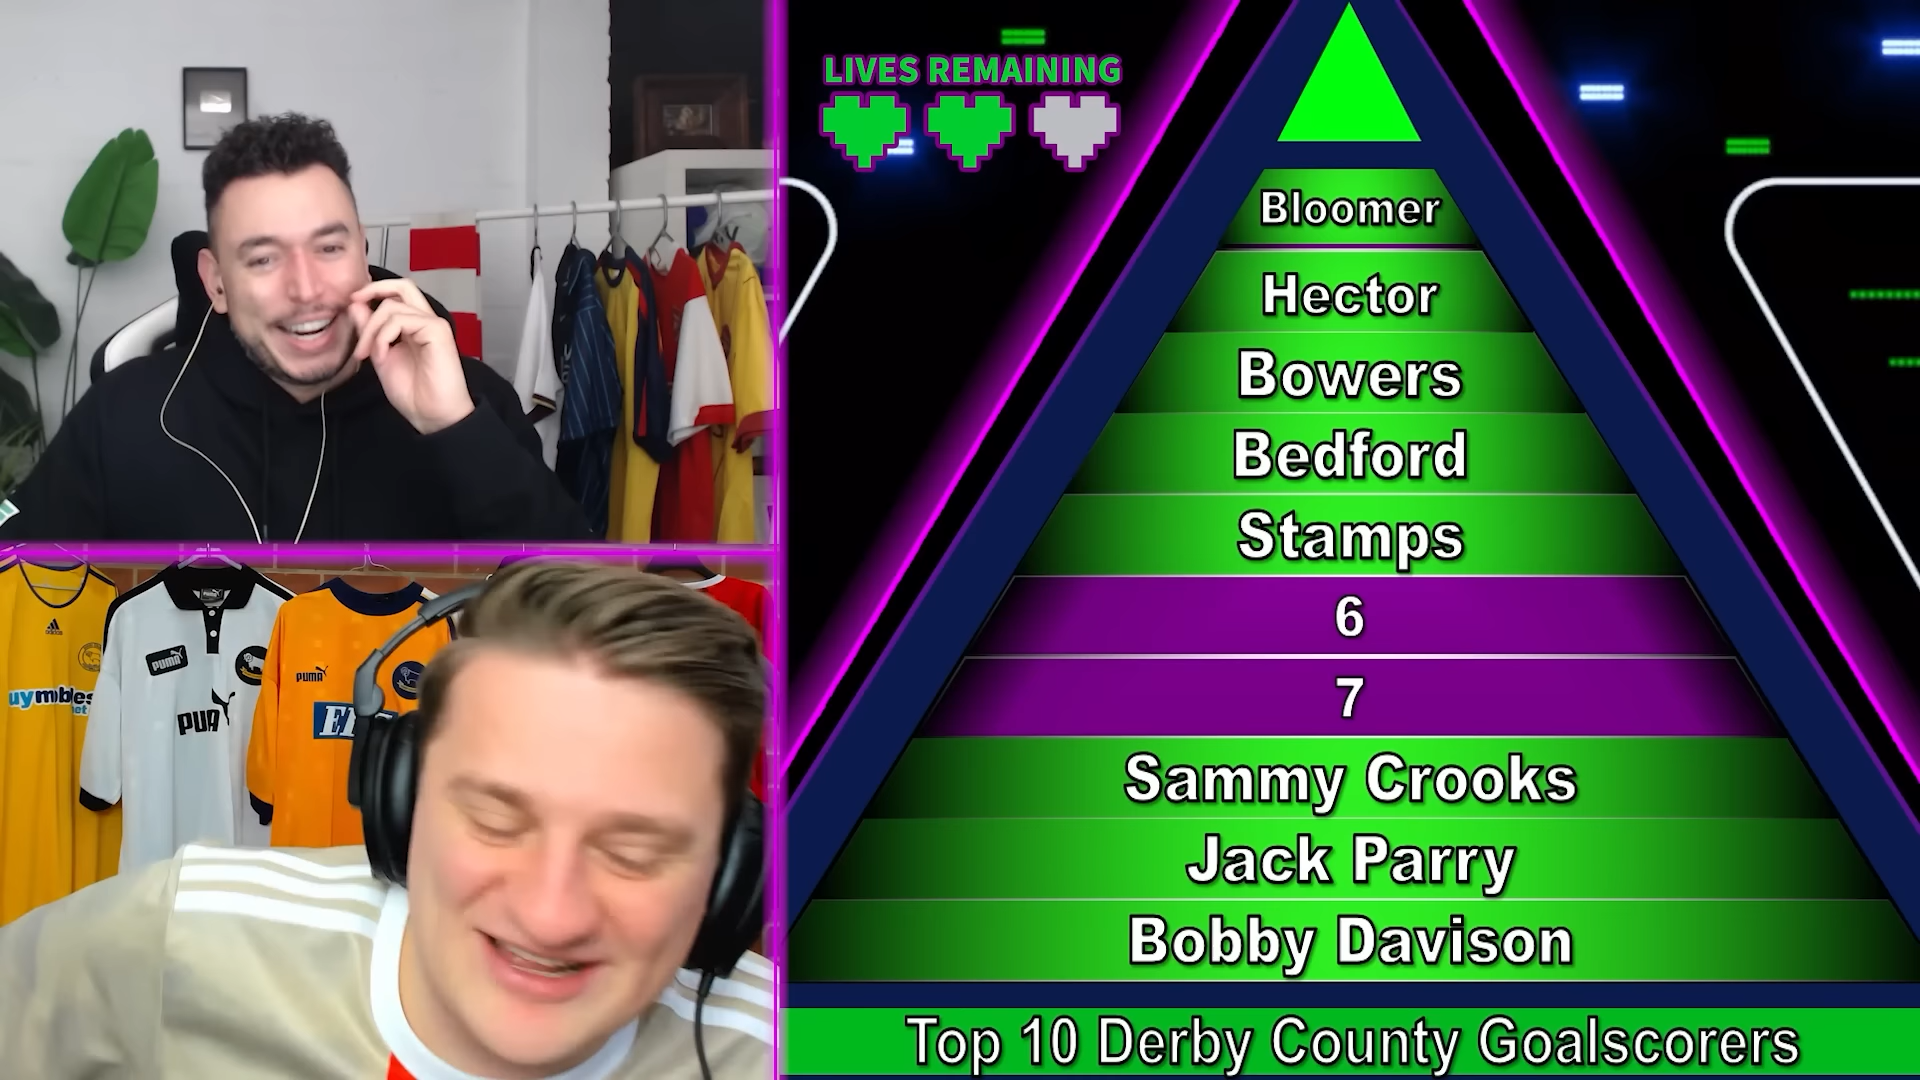 LIVES REMAINING
Bloomer
Hector
Bowers
Bedford
Stamps
6
7
Sammy Crooks
Jack Parry
Bobby Davison
Top 10 Derby County Goalscorers
adidas
PUMA
PUMA
PUMA